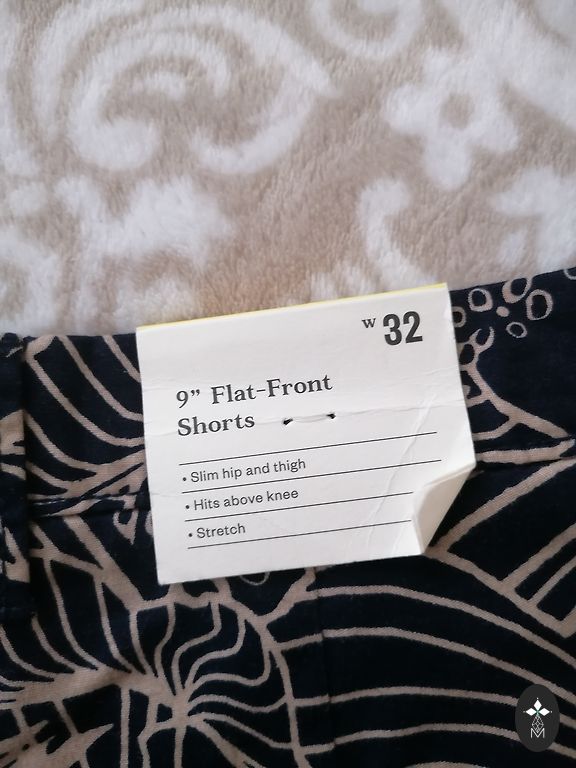 W 32
9” Flat-Front
Shorts
• Slim hip and thigh
• Hits above knee
• Stretch
M